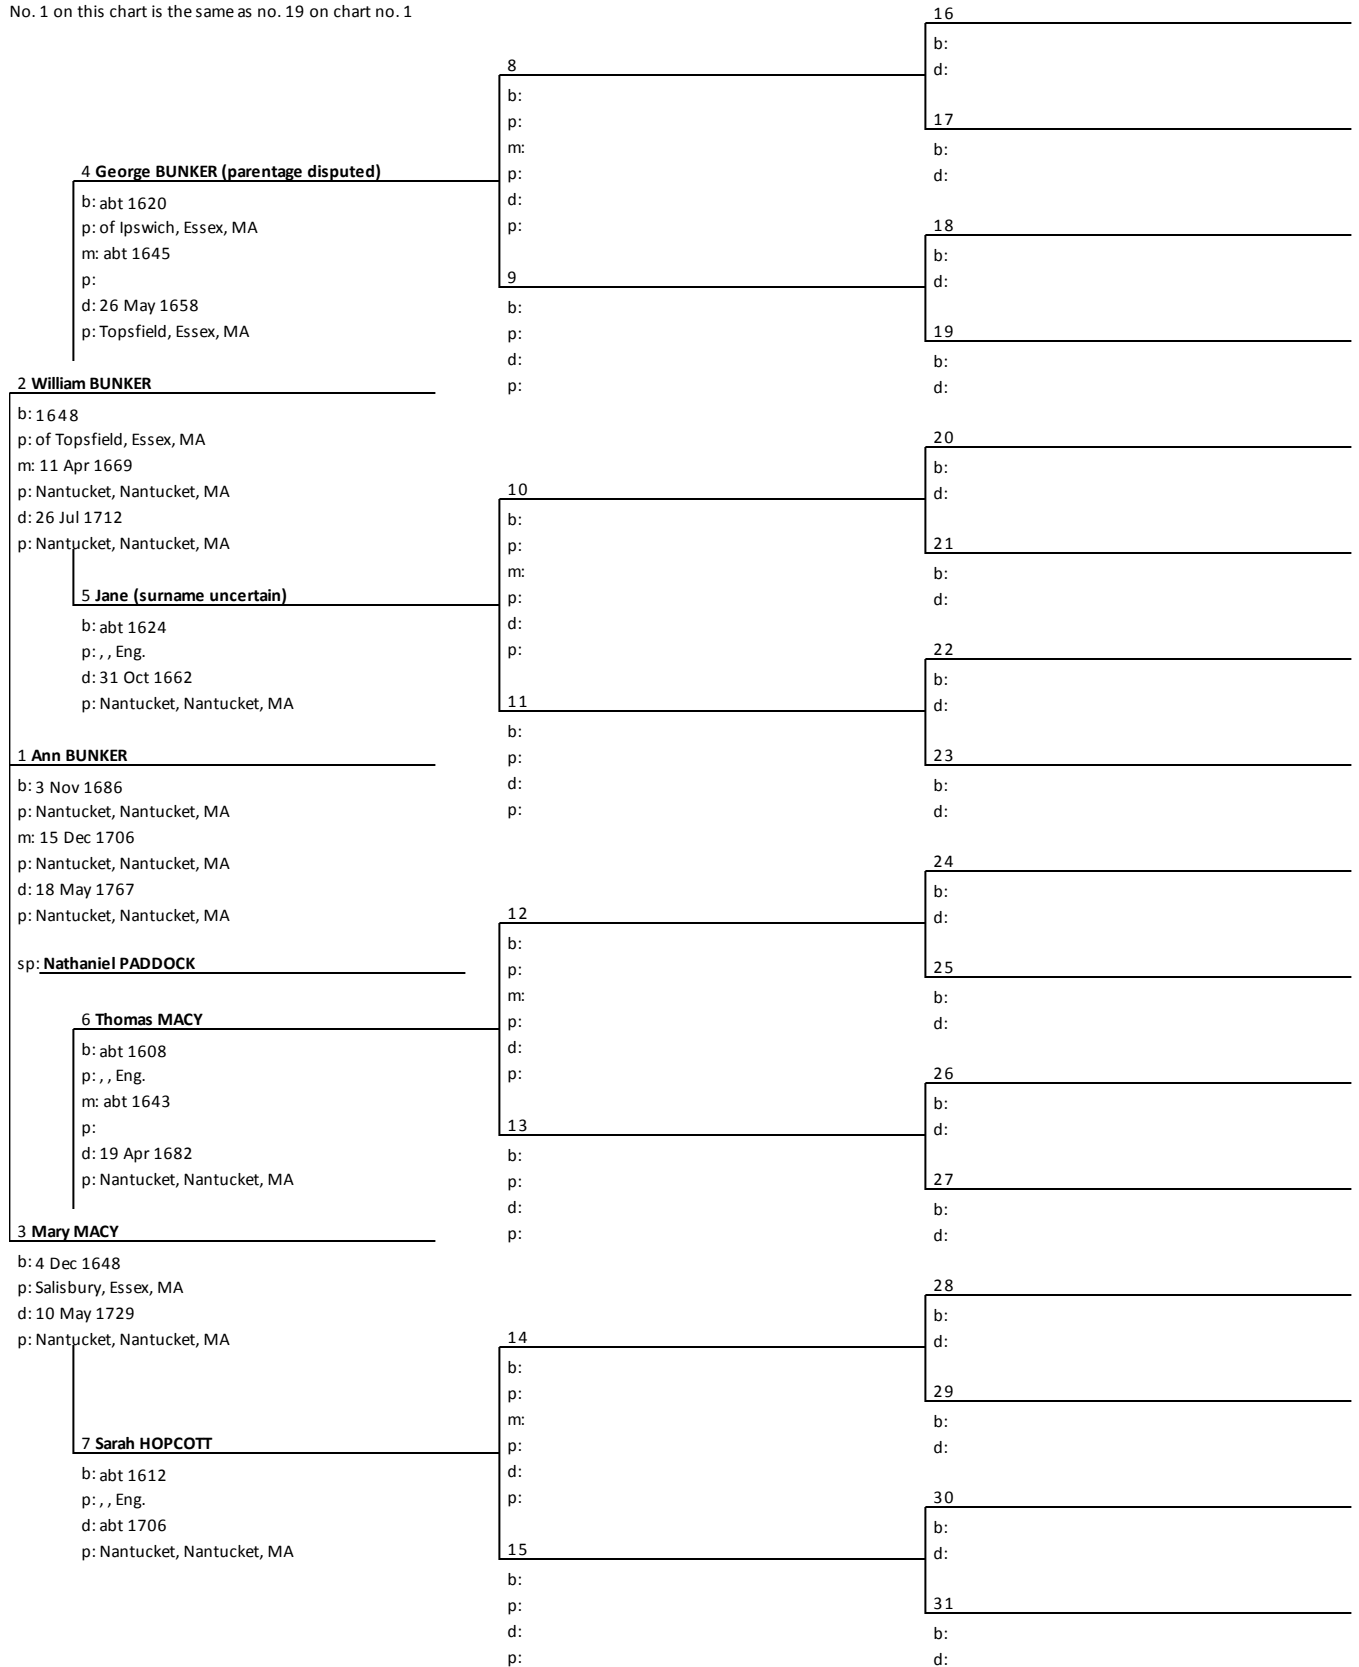 No. 1 on this chart is the same as no. 19 on chart no. 1
4 George BUNKER (parentage disputed)
b: abt 1620
p: of Ipswich, Essex, MA
m: abt 1645
p:
d: 26 May 1658
p: Topsfield, Essex, MA
2 William BUNKER
b: 1648
p: of Topsfield, Essex, MA
m: 11 Apr 1669
p: Nantucket, Nantucket, MA
d: 26 Jul 1712
p: Nantucket, Nantucket, MA
5 Jane (surname uncertain)
b: abt 1624
p: , , Eng.
d: 31 Oct 1662
p: Nantucket, Nantucket, MA
1 Ann BUNKER
b: 3 Nov 1686
p: Nantucket, Nantucket, MA
m: 15 Dec 1706
p: Nantucket, Nantucket, MA
d: 18 May 1767
p: Nantucket, Nantucket, MA
sp: Nathaniel PADDOCK
6 Thomas MACY
b: abt 1608
p: , , Eng.
m: abt 1643
p:
d: 19 Apr 1682
p: Nantucket, Nantucket, MA
3 Mary MACY
b: 4 Dec 1648
p: Salisbury, Essex, MA
d: 10 May 1729
p: Nantucket, Nantucket, MA
7 Sarah HOPCOTT
b: abt 1612
p: , , Eng.
d: abt 1706
p: Nantucket, Nantucket, MA
8
b:
p:
m:
p:
d:
p:
9
b:
p:
d:
p:
10
b:
p:
m:
p:
d:
p:
11
b:
p:
d:
p:
12
b:
p:
m:
p:
d:
p:
13
b:
p:
d:
p:
14
b:
p:
m:
p:
d:
p:
15
b:
p:
d:
p:
16
b:
d:
17
b:
d:
18
b:
d:
19
b:
d:
20
b:
d:
21
b:
d:
22
b:
d:
23
b:
d:
24
b:
d:
25
b:
d:
26
b:
d:
27
b:
d:
28
b:
d:
29
b:
d:
30
b:
d:
31
b:
d: